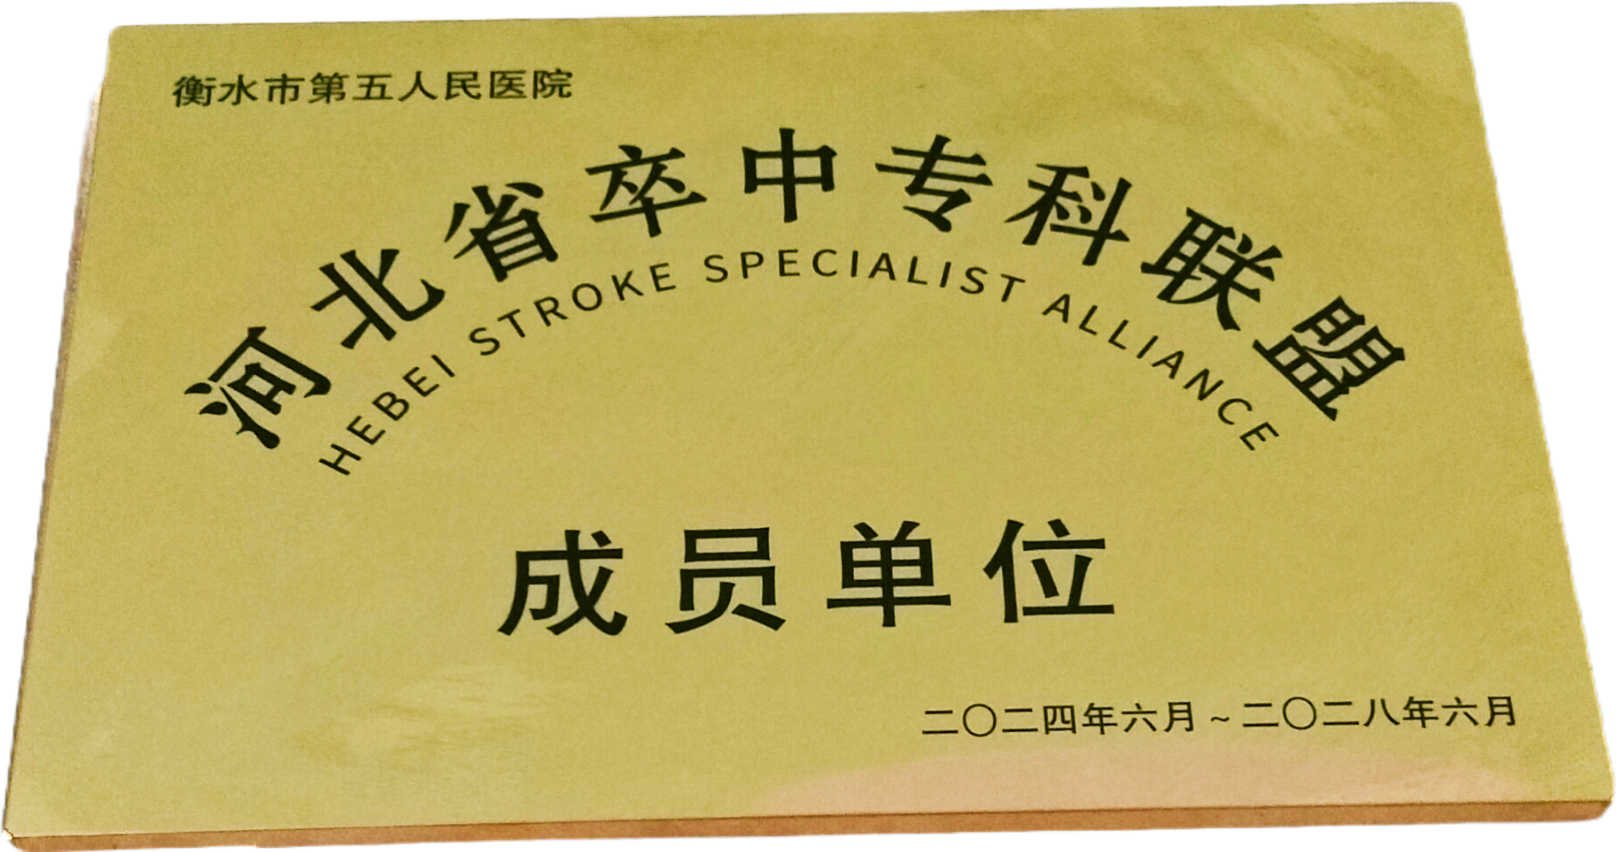 衡水市第五人民医院
河北省卒中专科联盟
HEBEI STROKE SPECIALIST ALLIANCE
成员单位
二〇二四年六月~二〇二八年六月